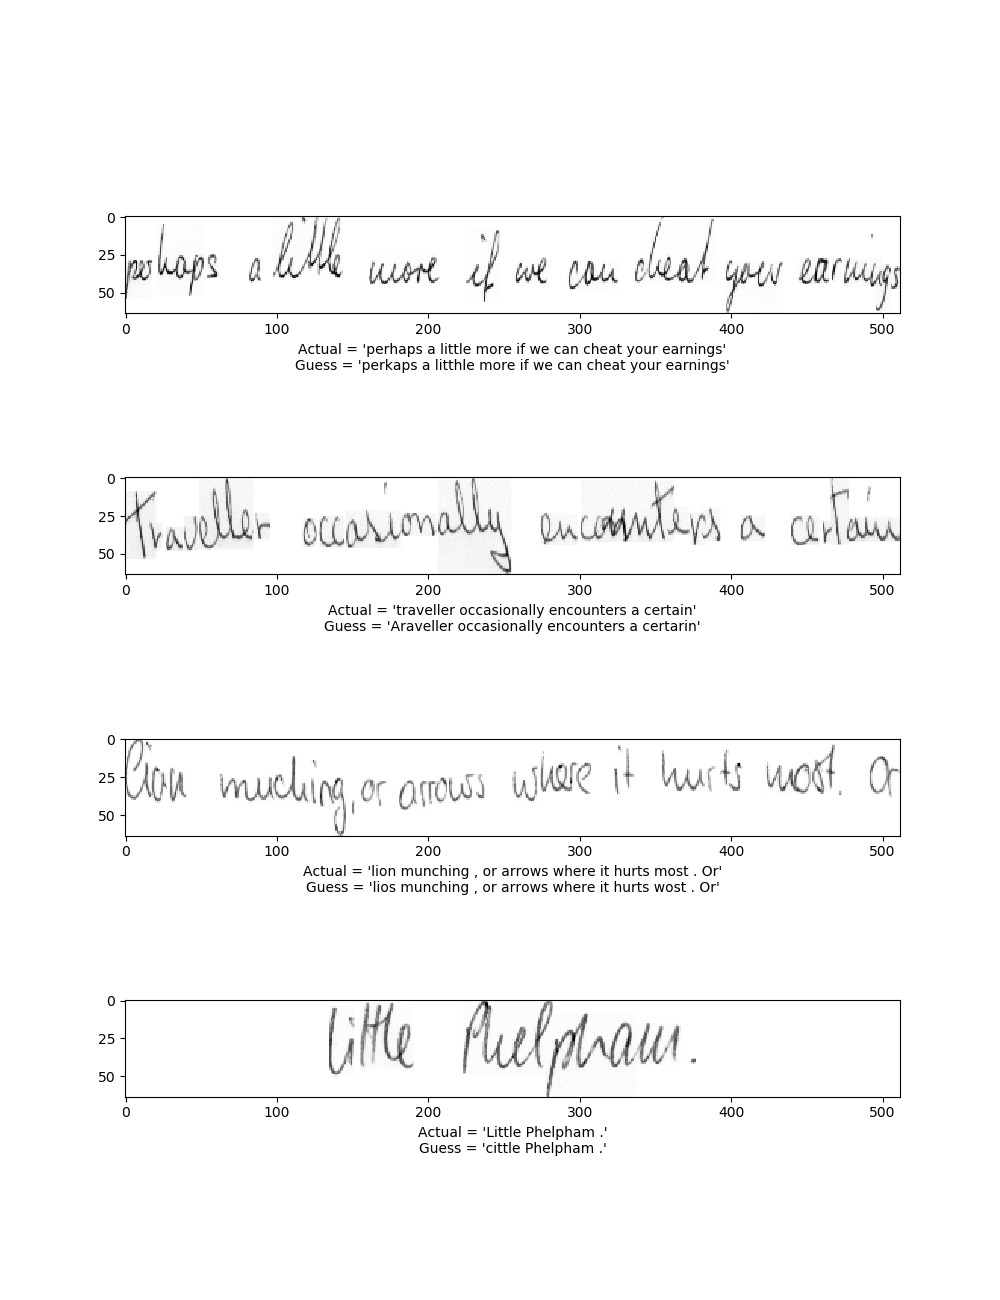 0
25
50
perhaps a little more if we can cheat your earnings
0 100 200 300 400 500
Actual = 'perhaps a little more if we can cheat your earnings'
Guess = 'perkaps a litthle more if we can cheat your earnings'
0
25
50
traveller occasionally encounters a certain
0 100 200 300 400 500
Actual = 'traveller occasionally encounters a certain'
Guess = 'Araveller occasionally encounters a certarin'
0
25
50
lion munching, or arrows where it hurts most. Or
0 100 200 300 400 500
Actual = 'lion munching , or arrows where it hurts most . Or'
Guess = 'lios munching , or arrows where it hurts wost . Or'
0
25
50
Little Phelpham.
0 100 200 300 400 500
Actual = 'Little Phelpham .'
Guess = 'cittle Phelpham .'